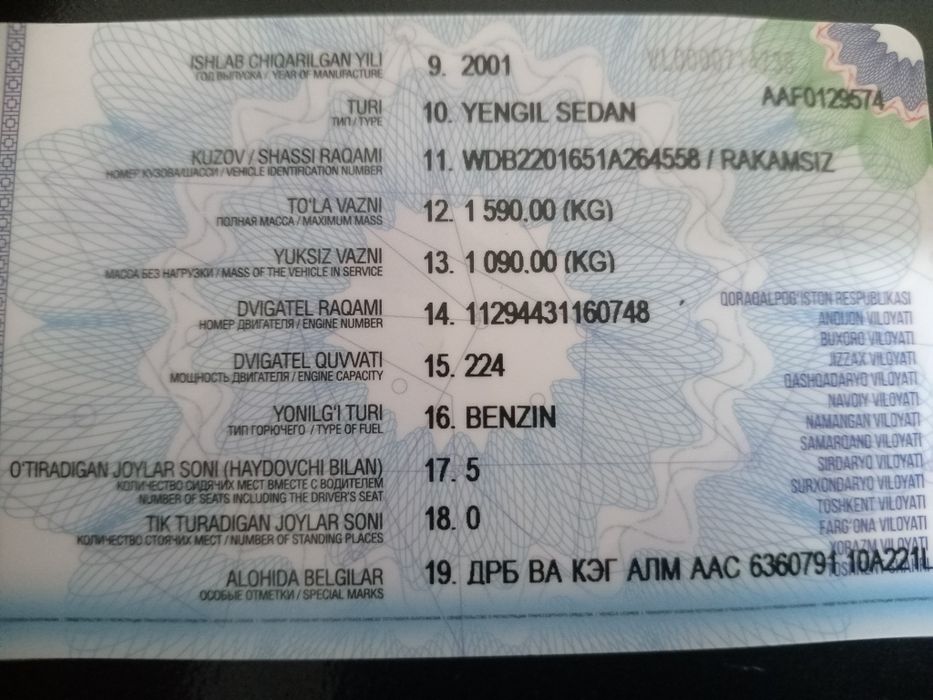 ISHLAB CHIQARILGAN YILI 9. 2001
ГОД ВЫПУСКА / YEAR OF MANUFACTURE
AAF0129574
TURI 10. YENGIL SEDAN
ТИП / TYPE
KUZOV / SHASSI RAQAMI 11. WDB2201651A264558 / RAKAMSIZ
НОМЕР КУЗОВА/ШАССИ / VEHICLE IDENTIFICATION NUMBER
TO'LA VAZNI 12. 1 590.00 (KG)
ПОЛНАЯ МАССА / MAXIMUM MASS
YUKSIZ VAZNI 13. 1 090.00 (KG)
МАССА БЕЗ НАГРУЗКИ / MASS OF THE VEHICLE IN SERVICE
DVIGATEL RAQAMI 14. 11294431160748
НОМЕР ДВИГАТЕЛЯ / ENGINE NUMBER
DVIGATEL QUVVATI 15. 224
МОЩНОСТЬ ДВИГАТЕЛЯ / ENGINE CAPACITY
YONILG'I TURI 16. BENZIN
ТИП ГОРЮЧЕГО / TYPE OF FUEL
O'TIRADIGAN JOYLAR SONI (HAYDOVCHI BILAN) 17. 5
КОЛИЧЕСТВО СИДЯЧИХ МЕСТ ВМЕСТЕ С ВОДИТЕЛЕМ
NUMBER OF SEATS INCLUDING THE DRIVER'S SEAT
TIK TURADIGAN JOYLAR SONI 18. 0
КОЛИЧЕСТВО СТОЯЧИХ МЕСТ / NUMBER OF STANDING PLACES
ALOHIDA BELGILAR 19. ДРБ ВА КЭГ АЛМ ААС 6360791 10A221L
ОСОБЫЕ ОТМЕТКИ / SPECIAL MARKS
QORAQALPOG'ISTON RESPUBLIKASI
ANDIJON VILOYATI
BUXORO VILOYATI
JIZZAX VILOYATI
QASHQADARYO VILOYATI
NAVOIY VILOYATI
NAMANGAN VILOYATI
SAMARQAND VILOYATI
SIRDARYO VILOYATI
SURXONDARYO VILOYATI
TOSHKENT VILOYATI
FARG'ONA VILOYATI
XORAZM VILOYATI